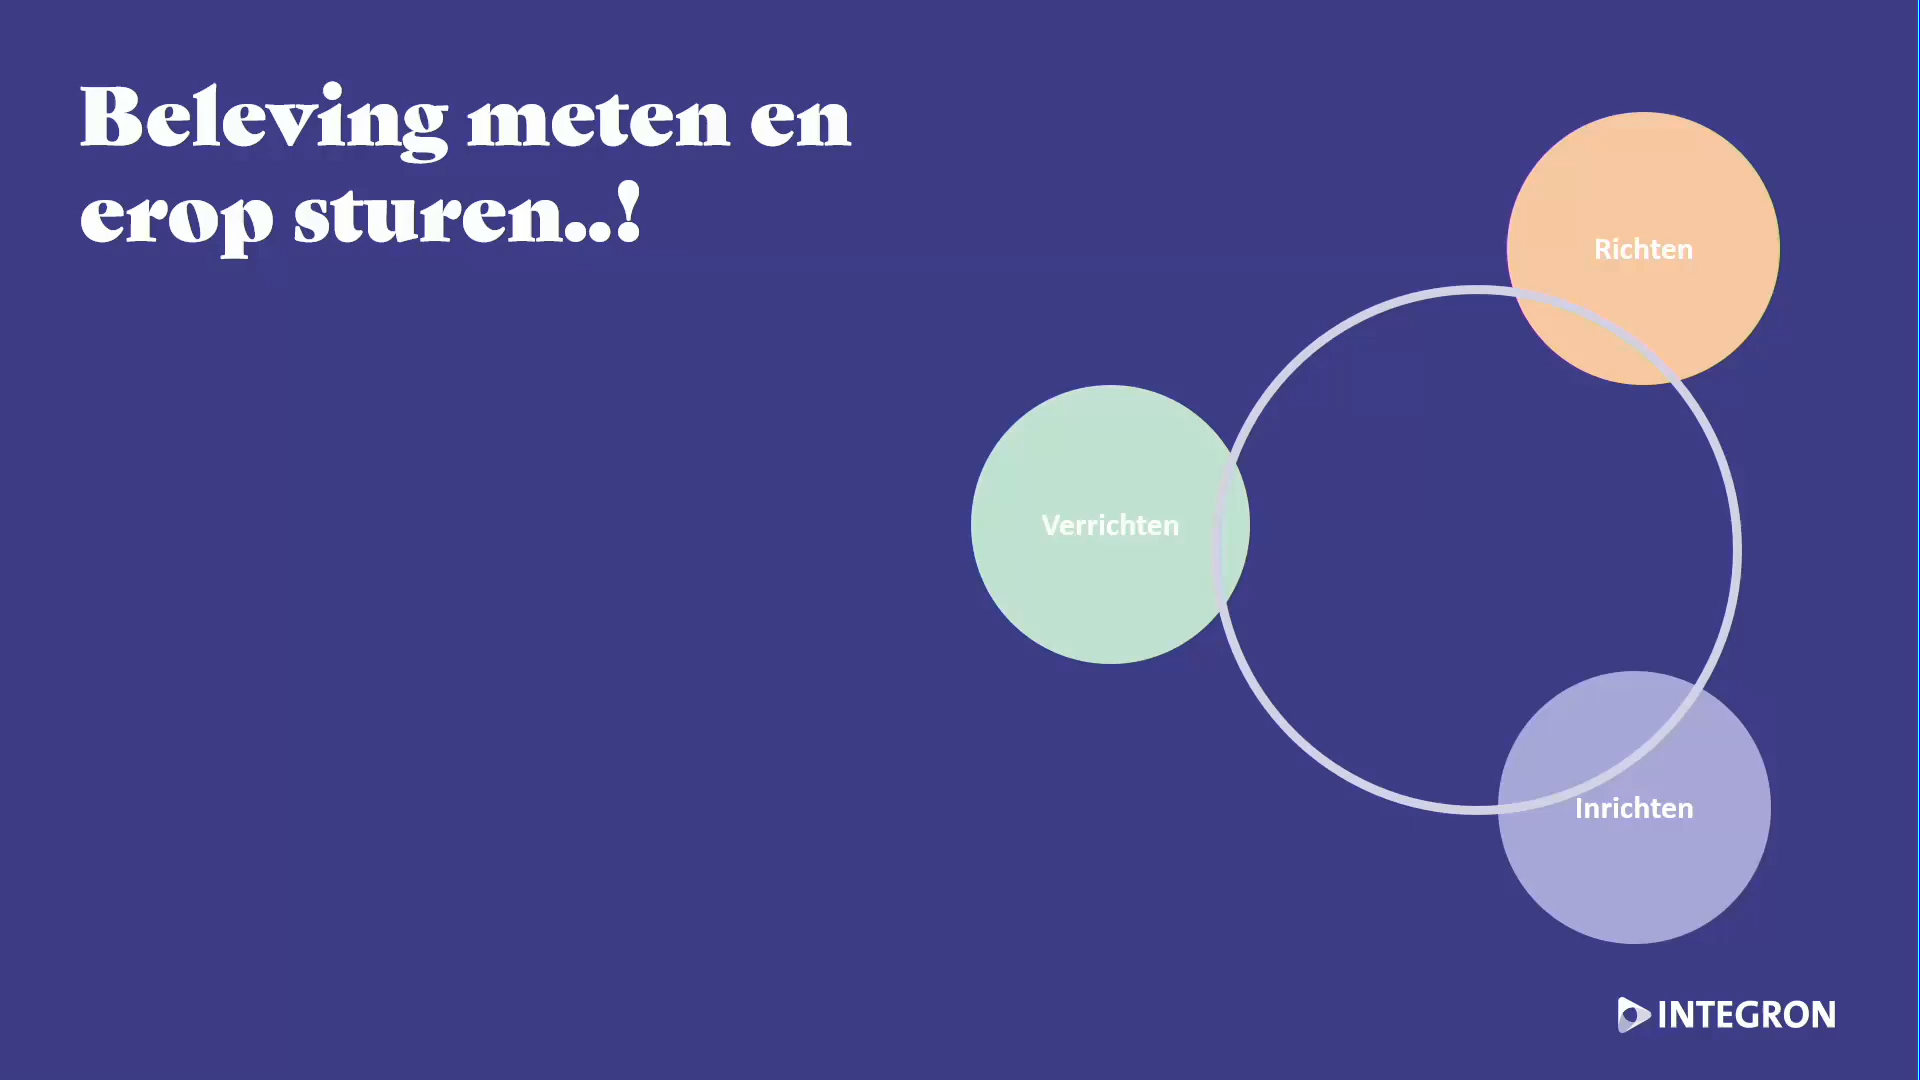 Beleving meten en
erop sturen..!
Richten
Verrichten
Inrichten
INTEGRON